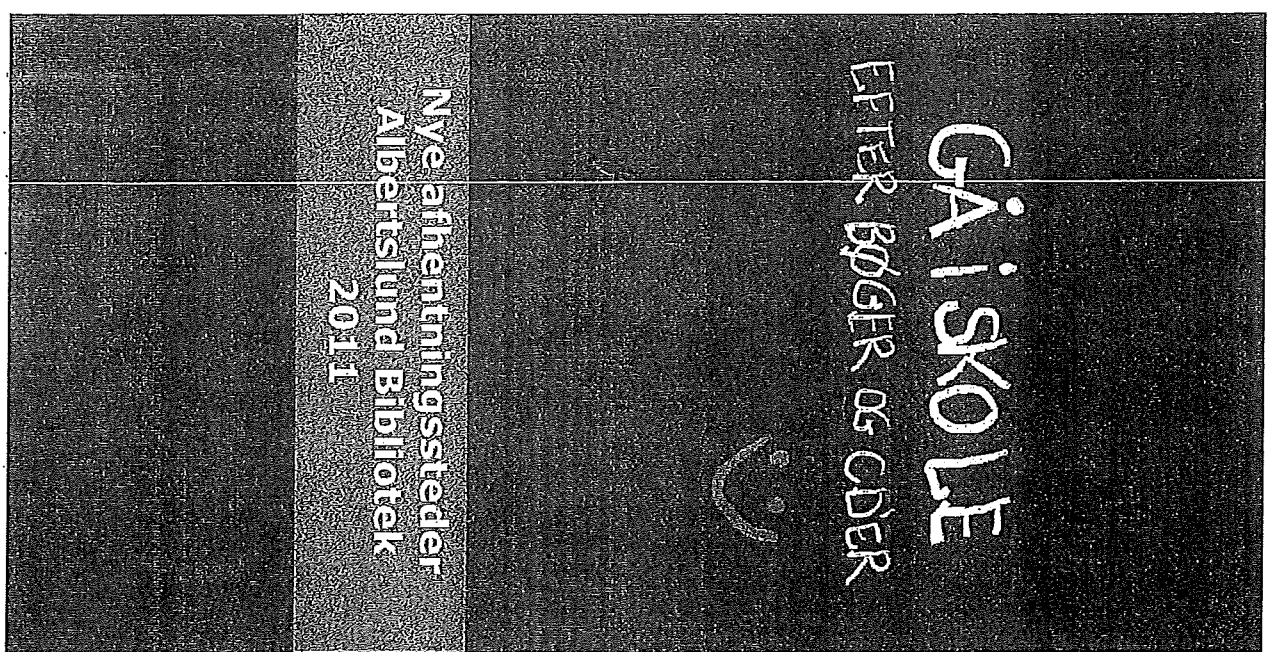 GÅ i SKOLE
EFTER BØGER OG CD'ER
Nye afhentningssteder
Albertslund Bibliotek
2011